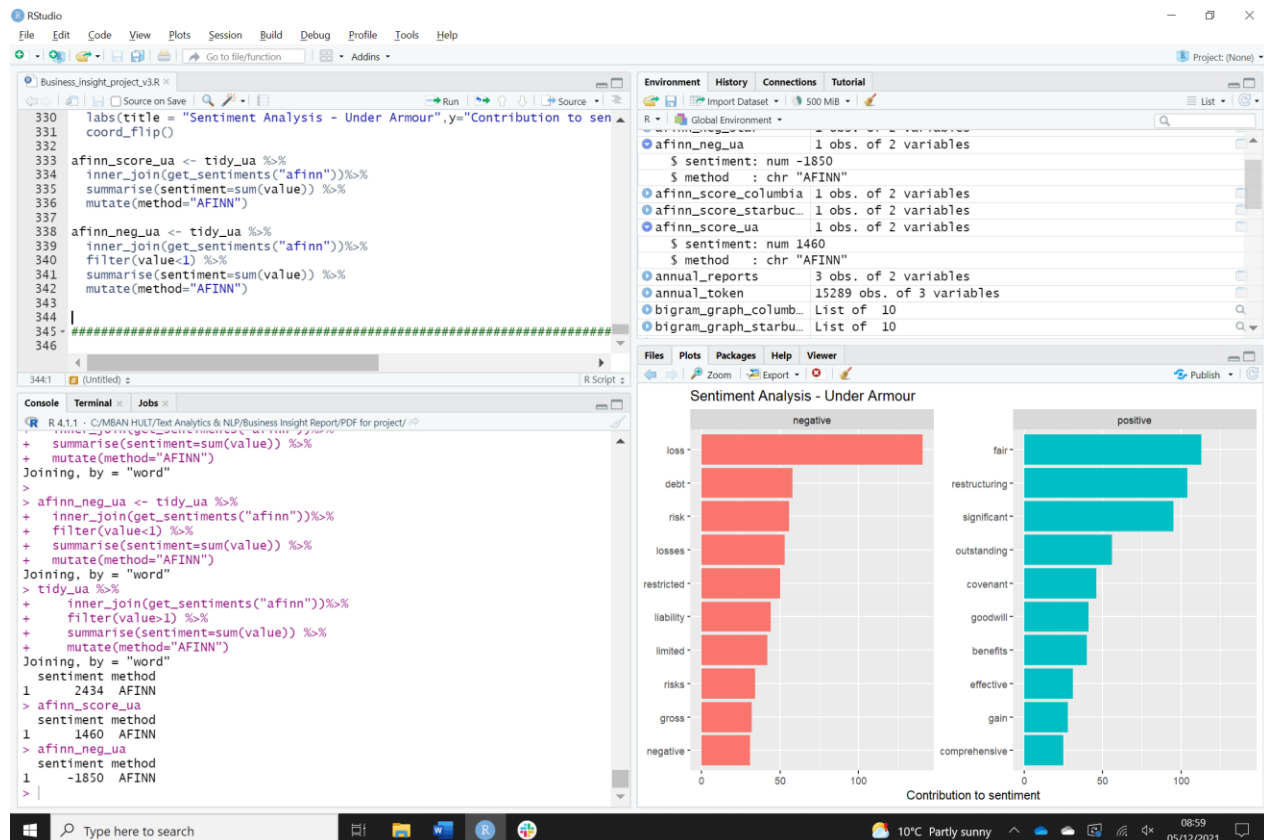 RStudio
File Edit Code View Plots Session Build Debug Profile Tools Help
Go to file/function Addins Project: (None)
Business_insight_project_v3.R
Source on Save Run Source
330 labs(title = "Sentiment Analysis - Under Armour",y="Contribution to sen
331 coord_flip()
332
333 afinn_score_ua <- tidy_ua %>%
334 inner_join(get_sentiments("afinn"))%>%
335 summarise(sentiment=sum(value)) %>%
336 mutate(method="AFINN")
337
338 afinn_neg_ua <- tidy_ua %>%
339 inner_join(get_sentiments("afinn"))%>%
340 filter(value<1) %>%
341 summarise(sentiment=sum(value)) %>%
342 mutate(method="AFINN")
343
344
345 ######################################################################
346
344:1 (Untitled) R Script
Console Terminal Jobs
R 4.1.1 · C:/MBAN HULT/Text Analytics & NLP/Business Insight Report/PDF for project/
+ summarise(sentiment=sum(value)) %>%
+ mutate(method="AFINN")
Joining, by = "word"
>
> afinn_neg_ua <- tidy_ua %>%
+ inner_join(get_sentiments("afinn"))%>%
+ filter(value<1) %>%
+ summarise(sentiment=sum(value)) %>%
+ mutate(method="AFINN")
Joining, by = "word"
> tidy_ua %>%
+ inner_join(get_sentiments("afinn"))%>%
+ filter(value>1) %>%
+ summarise(sentiment=sum(value)) %>%
+ mutate(method="AFINN")
Joining, by = "word"
sentiment method
1 2434 AFINN
> afinn_score_ua
sentiment method
1 1460 AFINN
> afinn_neg_ua
sentiment method
1 -1850 AFINN
>
Environment History Connections Tutorial
Import Dataset 500 MiB List
R Global Environment
afinn_neg_ua 1 obs. of 2 variables
$ sentiment: num -1850
$ method : chr "AFINN"
afinn_score_columbia 1 obs. of 2 variables
afinn_score_starbuc… 1 obs. of 2 variables
afinn_score_ua 1 obs. of 2 variables
$ sentiment: num 1460
$ method : chr "AFINN"
annual_reports 3 obs. of 2 variables
annual_token 15289 obs. of 3 variables
bigram_graph_columb… List of 10
bigram_graph_starbu… List of 10
Files Plots Packages Help Viewer
Zoom Export Publish
Sentiment Analysis - Under Armour
negative
loss
debt
risk
losses
restricted
liability
limited
risks
gross
negative
0 50 100
positive
fair
restructuring
significant
outstanding
covenant
goodwill
benefits
effective
gain
comprehensive
0 50 100
Contribution to sentiment
Type here to search
10°C Partly sunny
08:59
05/12/2021